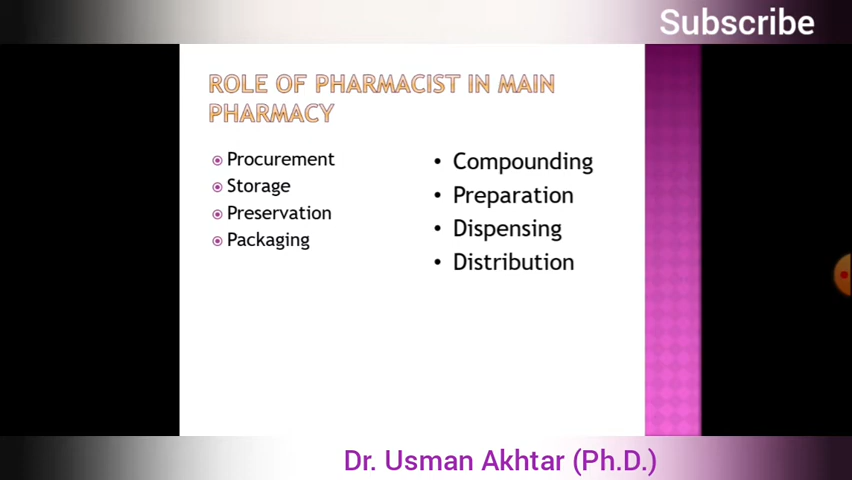 Subscribe
ROLE OF PHARMACIST IN MAIN
PHARMACY
Procurement
Storage
Preservation
Packaging
• Compounding
• Preparation
• Dispensing
• Distribution
Dr. Usman Akhtar (Ph.D.)